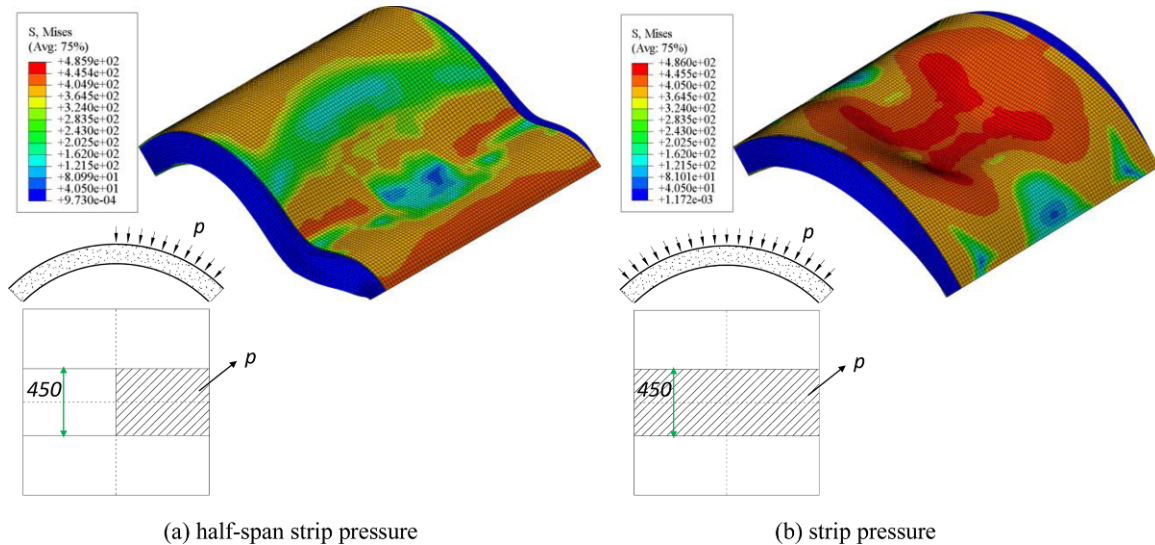 S, Mises
(Avg: 75%)
+4.859e+02
+4.454e+02
+4.049e+02
+3.645e+02
+3.240e+02
+2.835e+02
+2.430e+02
+2.025e+02
+1.620e+02
+1.215e+02
+8.099e+01
+4.050e+01
+9.730e-04
p
p
450
(a) half-span strip pressure
S, Mises
(Avg: 75%)
+4.860e+02
+4.455e+02
+4.050e+02
+3.645e+02
+3.240e+02
+2.835e+02
+2.430e+02
+2.025e+02
+1.620e+02
+1.215e+02
+8.101e+01
+4.050e+01
+1.172e-03
p
p
450
(b) strip pressure